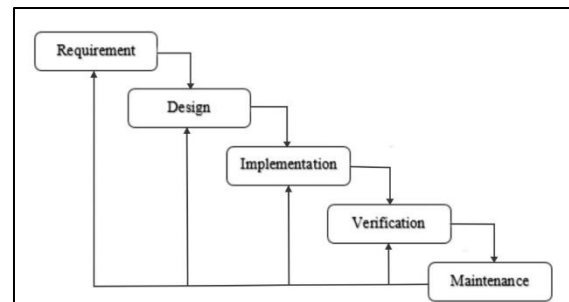 Requirement
Design
Implementation
Verification
Maintenance